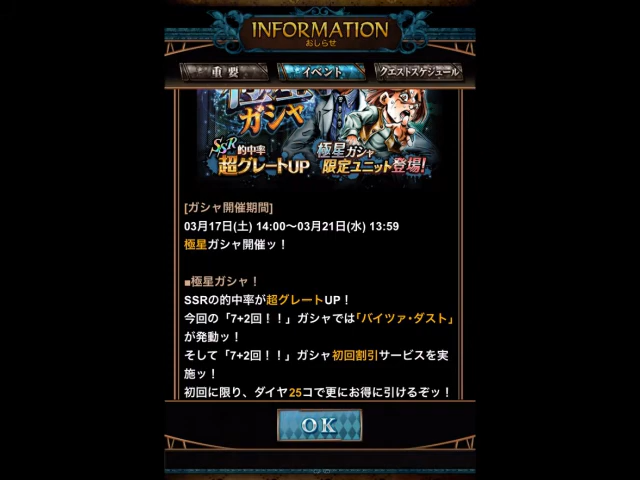 INFORMATION
おしらせ
重要 イベント クエストスケジュール
極星
ガシャ
SSR的中率
超グレートUP
極星ガシャ
限定ユニット登場!
[ガシャ開催期間]
03月17日(土) 14:00～03月21日(水) 13:59
極星ガシャ開催ッ！
■極星ガシャ！
SSRの的中率が超グレートUP！
今回の「7+2回！！」ガシャでは「バイツァ・ダスト」
が発動ッ！
そして「7+2回！！」ガシャ初回割引サービスを実
施ッ！
初回に限り、ダイヤ25コで更にお得に引けるぞッ！
OK